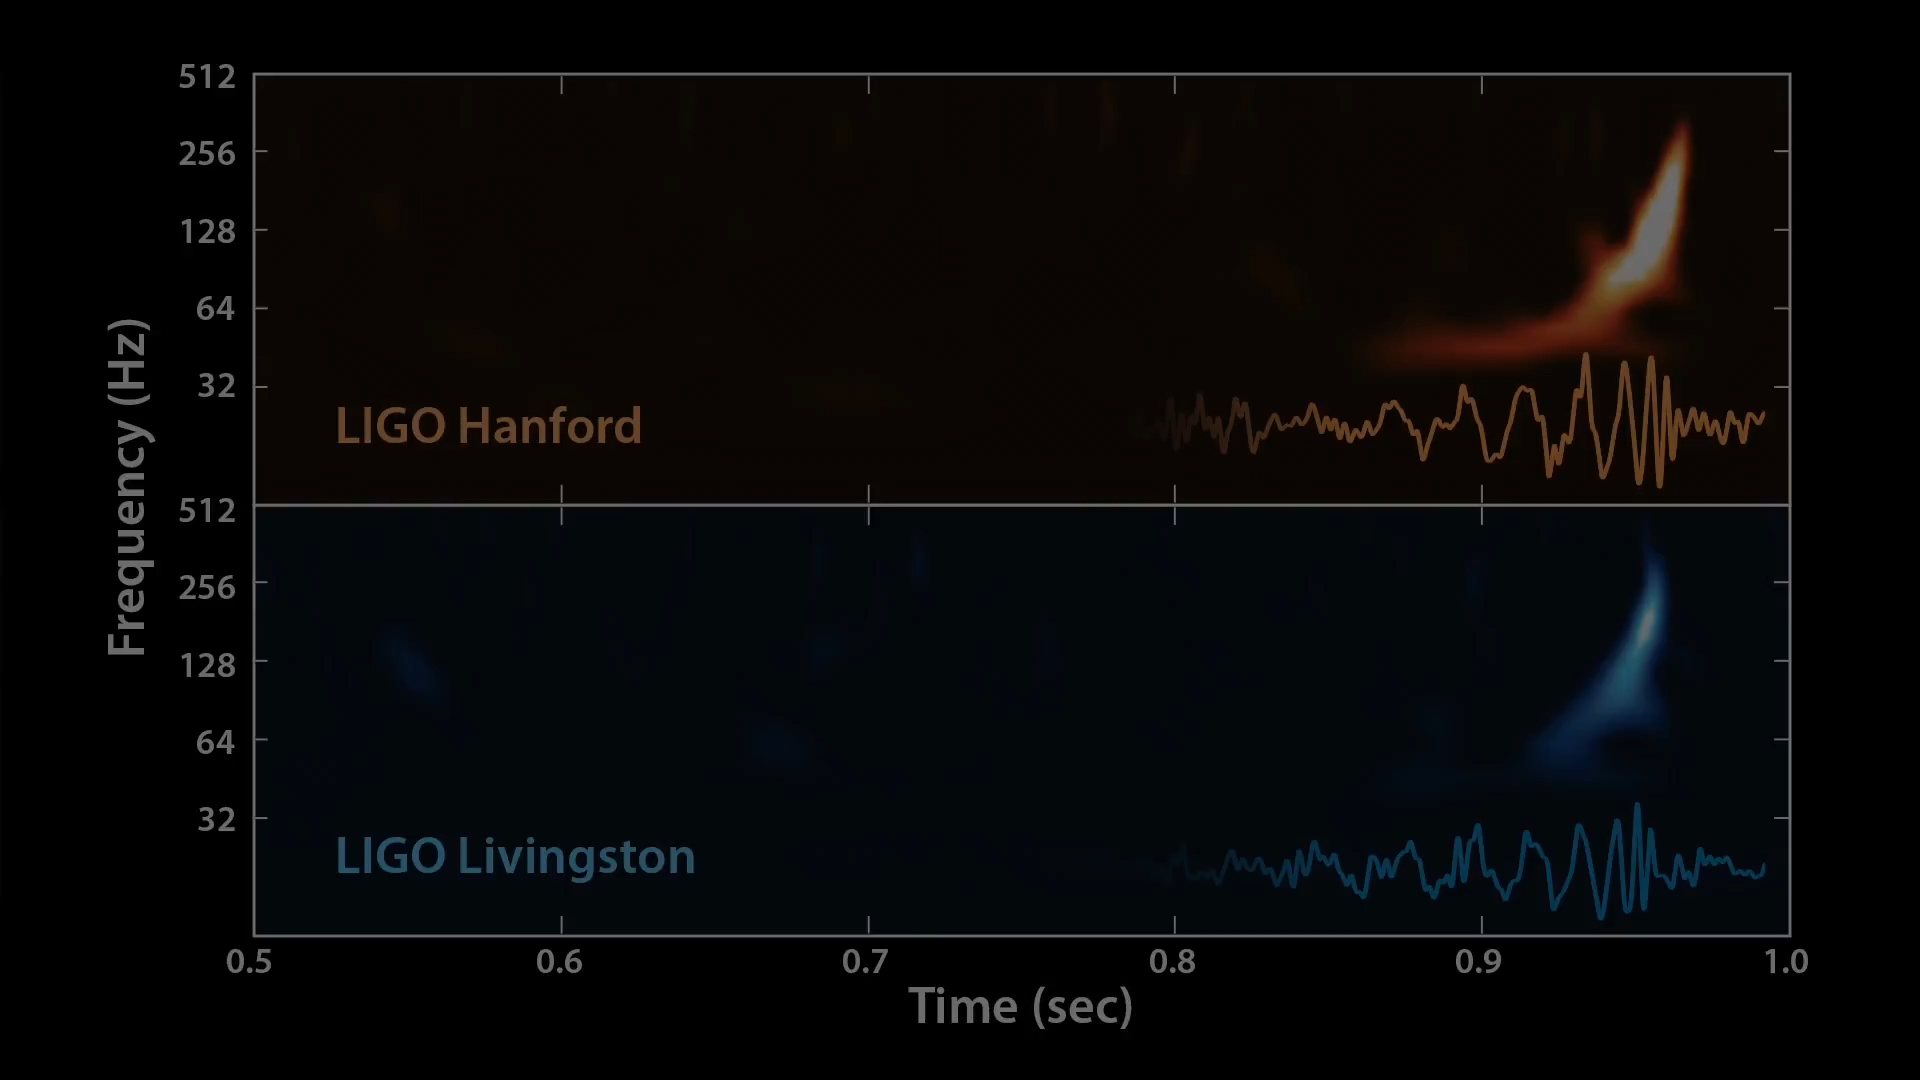 512
256
128
64
32
LIGO Hanford
512
256
128
64
32
LIGO Livingston
Frequency (Hz)
0.5 0.6 0.7 0.8 0.9 1.0
Time (sec)